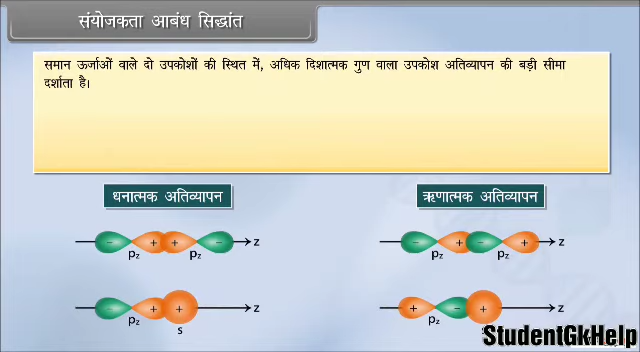 संयोजकता आबंध सिद्धांत
समान ऊर्जाओं वाले दो उपकोशों की स्थित में, अधिक दिशात्मक गुण वाला उपकोश अतिव्यापन की बड़ी सीमा
दर्शाता है।
धनात्मक अतिव्यापन
ऋणात्मक अतिव्यापन
- + + - z
pz pz
- + - + z
pz pz
- + + z
pz s
+ - + z
pz s
StudentGkHelp